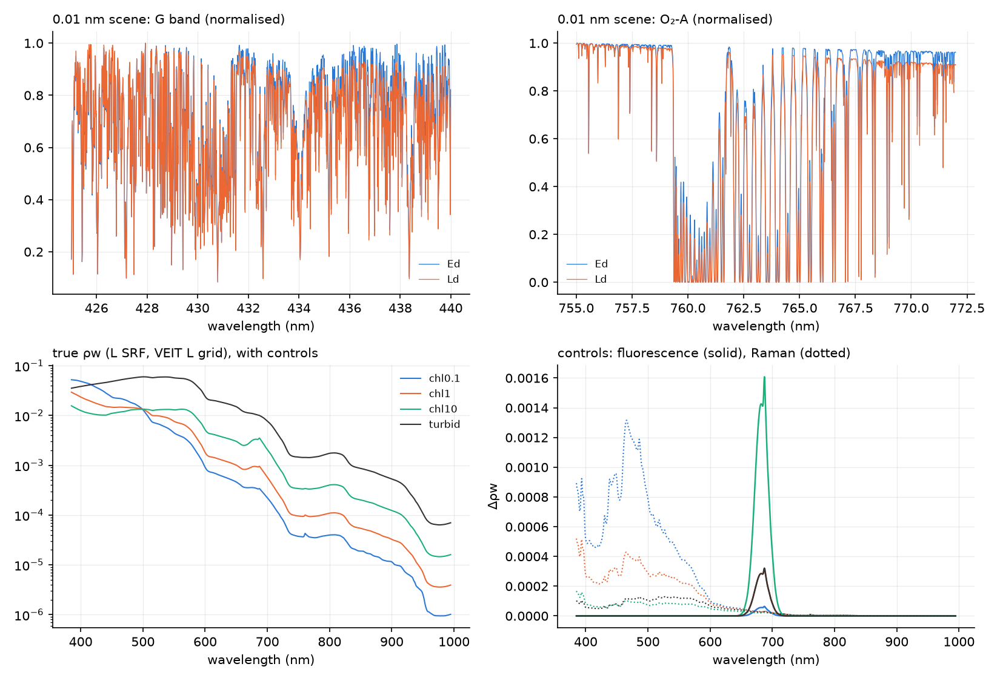 0.01 nm scene: G band (normalised)
1.0
0.8
0.6
0.4
0.2
Ed
Ld
426 428 430 432 434 436 438 440
wavelength (nm)
0.01 nm scene: O₂-A (normalised)
1.0
0.8
0.6
0.4
0.2
0.0
Ed
Ld
755.0 757.5 760.0 762.5 765.0 767.5 770.0 772.5
wavelength (nm)
true ρw (L SRF, VEIT L grid), with controls
10⁻¹
10⁻²
10⁻³
10⁻⁴
10⁻⁵
10⁻⁶
chl0.1
chl1
chl10
turbid
400 500 600 700 800 900 1000
wavelength (nm)
controls: fluorescence (solid), Raman (dotted)
Δρw
0.0016
0.0014
0.0012
0.0010
0.0008
0.0006
0.0004
0.0002
0.0000
400 500 600 700 800 900 1000
wavelength (nm)